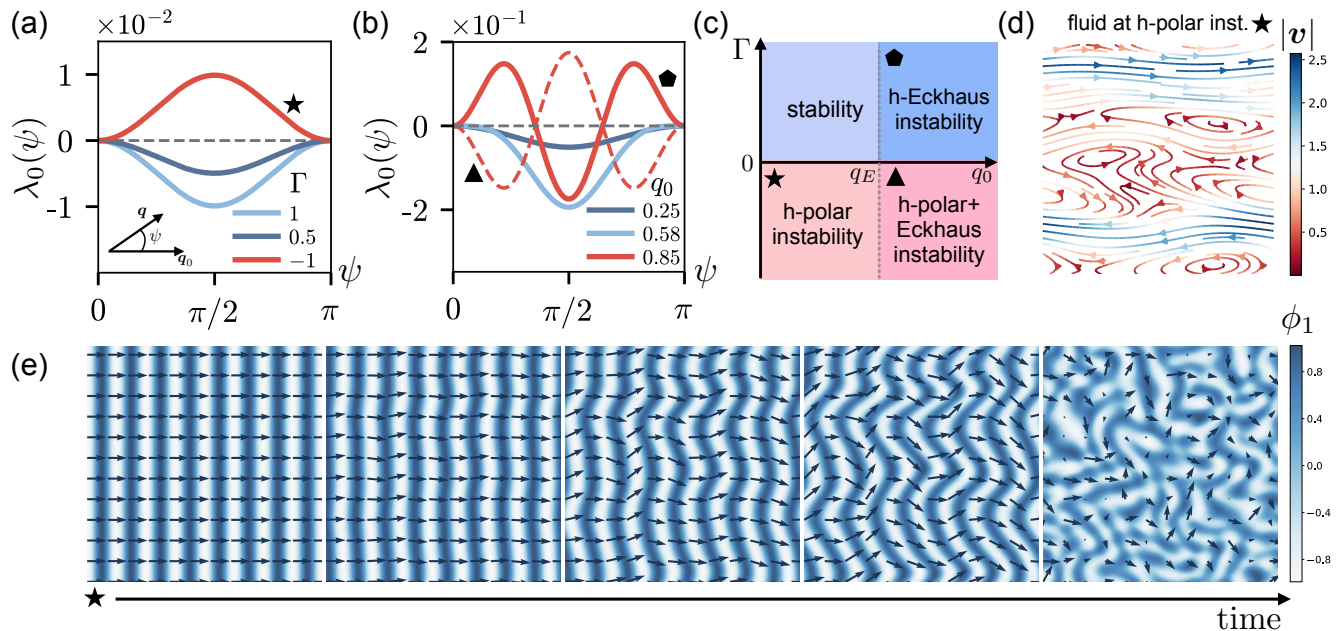 (a)
×10⁻²
λ₀(ψ)
1
0
-1
Γ
1
0.5
−1
q
ψ
q₀
0
π/2
π
ψ
(b)
×10⁻¹
λ₀(ψ)
2
0
-2
q₀
0.25
0.58
0.85
0
π/2
π
(c)
Γ
stability
h-Eckhaus
instability
0
q_E
q₀
h-polar
instability
h-polar+
Eckhaus
instability
(d)
fluid at h-polar inst. ★
|v|
2.5
2.0
1.5
1.0
0.5
(e)
ϕ₁
0.8
0.4
0.0
−0.4
−0.8
time